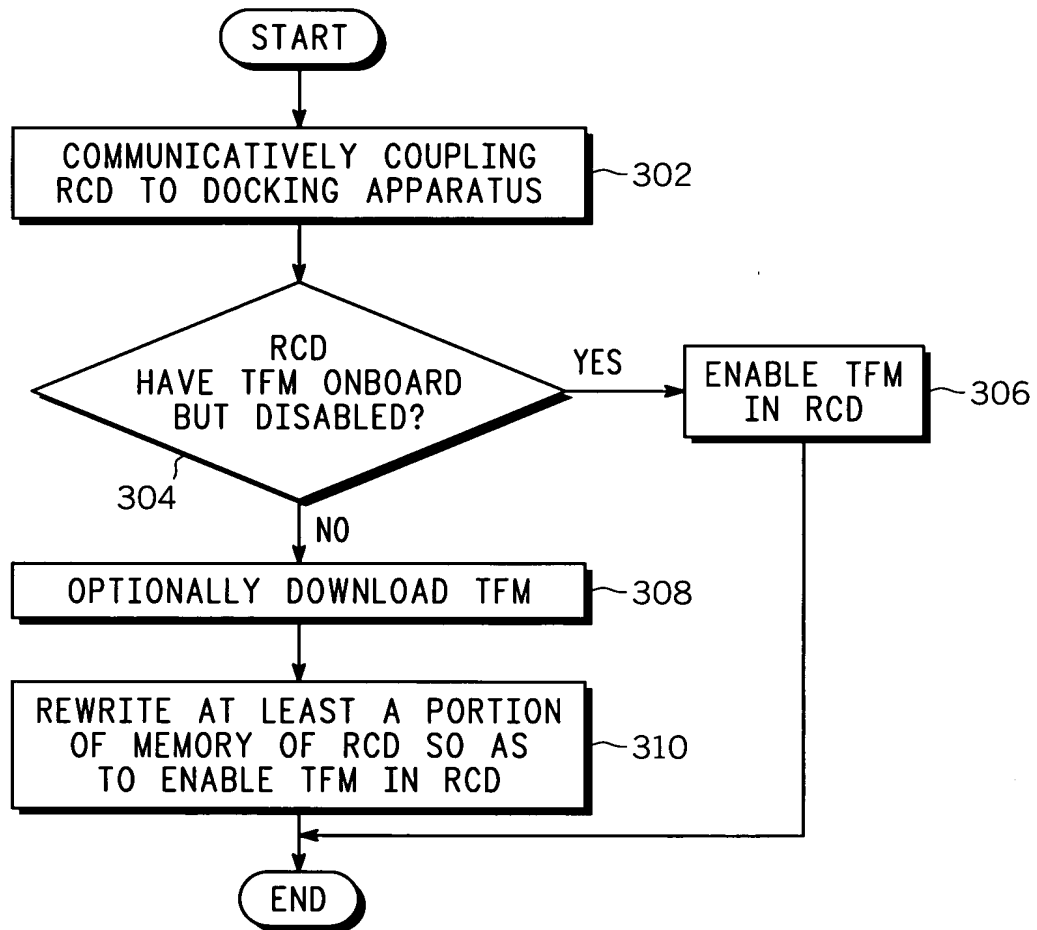 START
COMMUNICATIVELY COUPLING
RCD TO DOCKING APPARATUS
302
RCD
HAVE TFM ONBOARD
BUT DISABLED?
304
YES
ENABLE TFM
IN RCD
306
NO
OPTIONALLY DOWNLOAD TFM
308
REWRITE AT LEAST A PORTION
OF MEMORY OF RCD SO AS
TO ENABLE TFM IN RCD
310
END